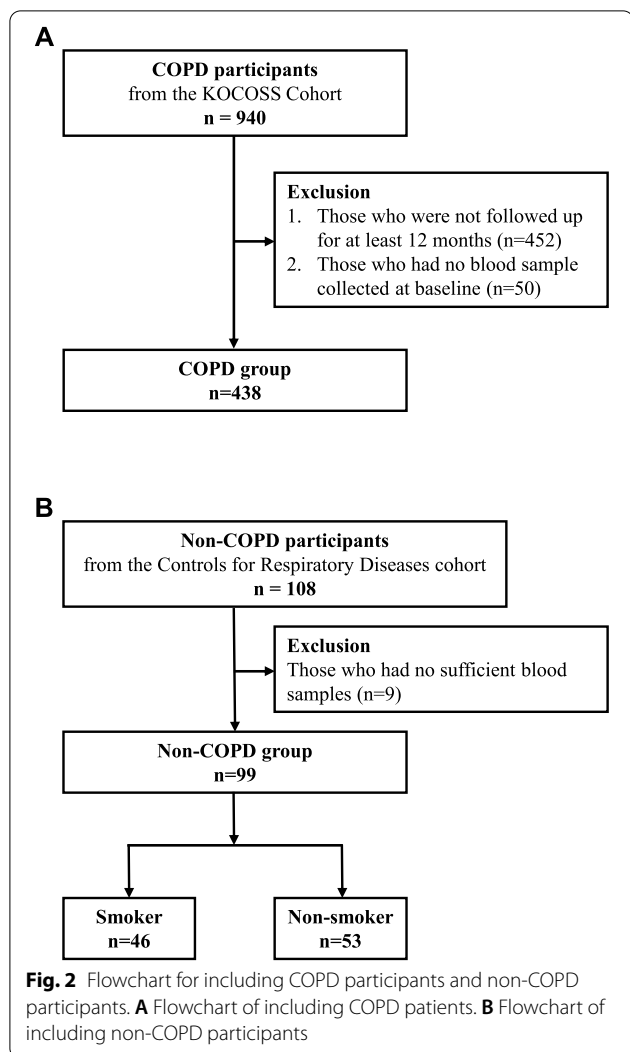 A
COPD participants
from the KOCOSS Cohort
n = 940
Exclusion
1. Those who were not followed up
for at least 12 months (n=452)
2. Those who had no blood sample
collected at baseline (n=50)
COPD group
n=438
B
Non-COPD participants
from the Controls for Respiratory Diseases cohort
n = 108
Exclusion
Those who had no sufficient blood
samples (n=9)
Non-COPD group
n=99
Smoker
n=46
Non-smoker
n=53
Fig. 2 Flowchart for including COPD participants and non-COPD
participants. A Flowchart of including COPD patients. B Flowchart of
including non-COPD participants